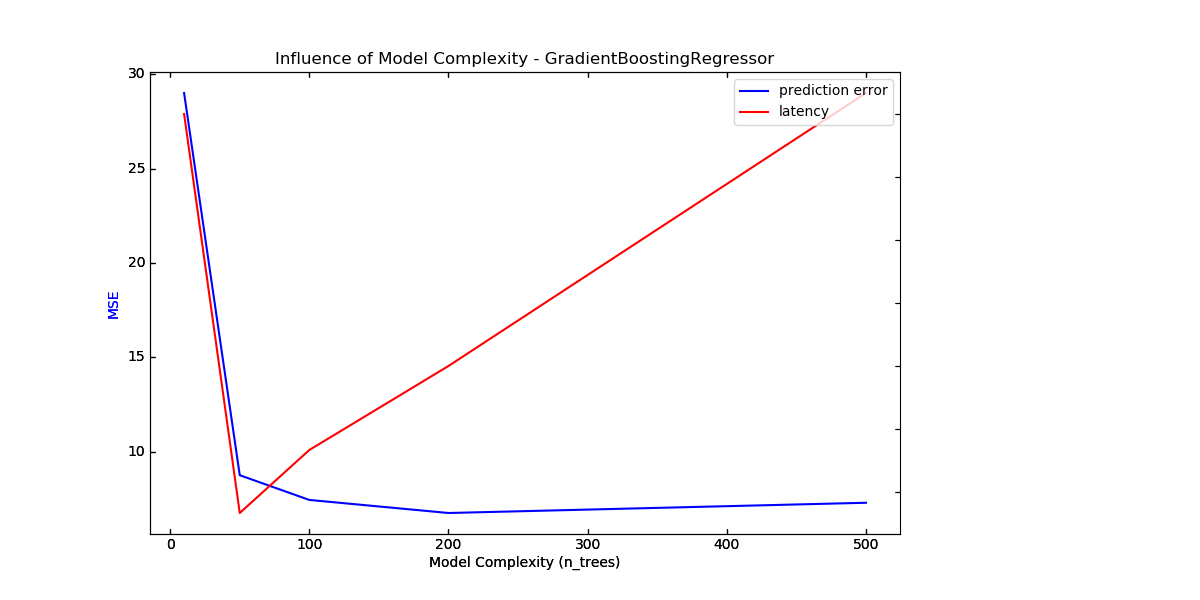 Influence of Model Complexity - GradientBoostingRegressor
prediction error
latency
30
25
20
15
10
MSE
0 100 200 300 400 500
Model Complexity (n_trees)